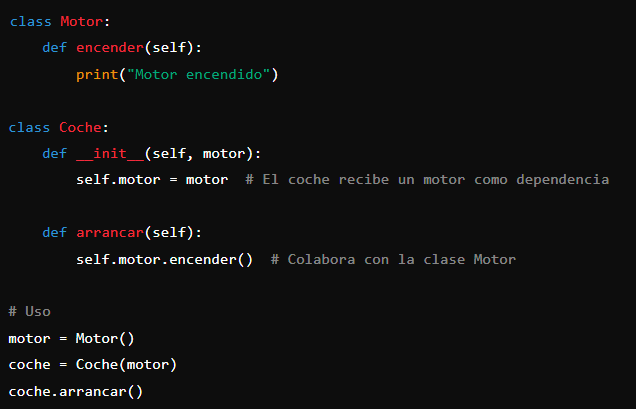 class Motor:
    def encender(self):
        print("Motor encendido")

class Coche:
    def __init__(self, motor):
        self.motor = motor  # El coche recibe un motor como dependencia

    def arrancar(self):
        self.motor.encender()  # Colabora con la clase Motor

# Uso
motor = Motor()
coche = Coche(motor)
coche.arrancar()